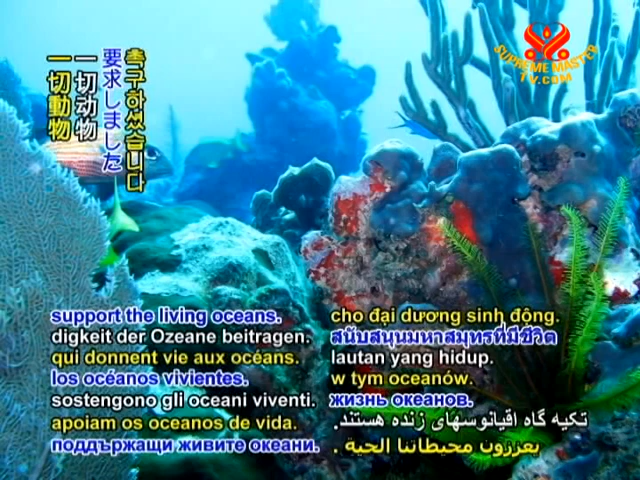 一切動物
一切动物
要求しました
촉구하셨습니다
SUPREME MASTER
TV.COM
support the living oceans.
digkeit der Ozeane beitragen.
qui donnent vie aux océans.
los océanos vivientes.
sostengono gli oceani viventi.
apoiam os oceanos de vida.
поддържащи живите океани.
cho đại dương sinh động.
สนับสนุนมหาสมุทรที่มีชีวิต
lautan yang hidup.
w tym oceanów.
жизнь океанов.
تکیه گاه اقیانوسهای زنده هستند.
يعززون محيطاتنا الحية .